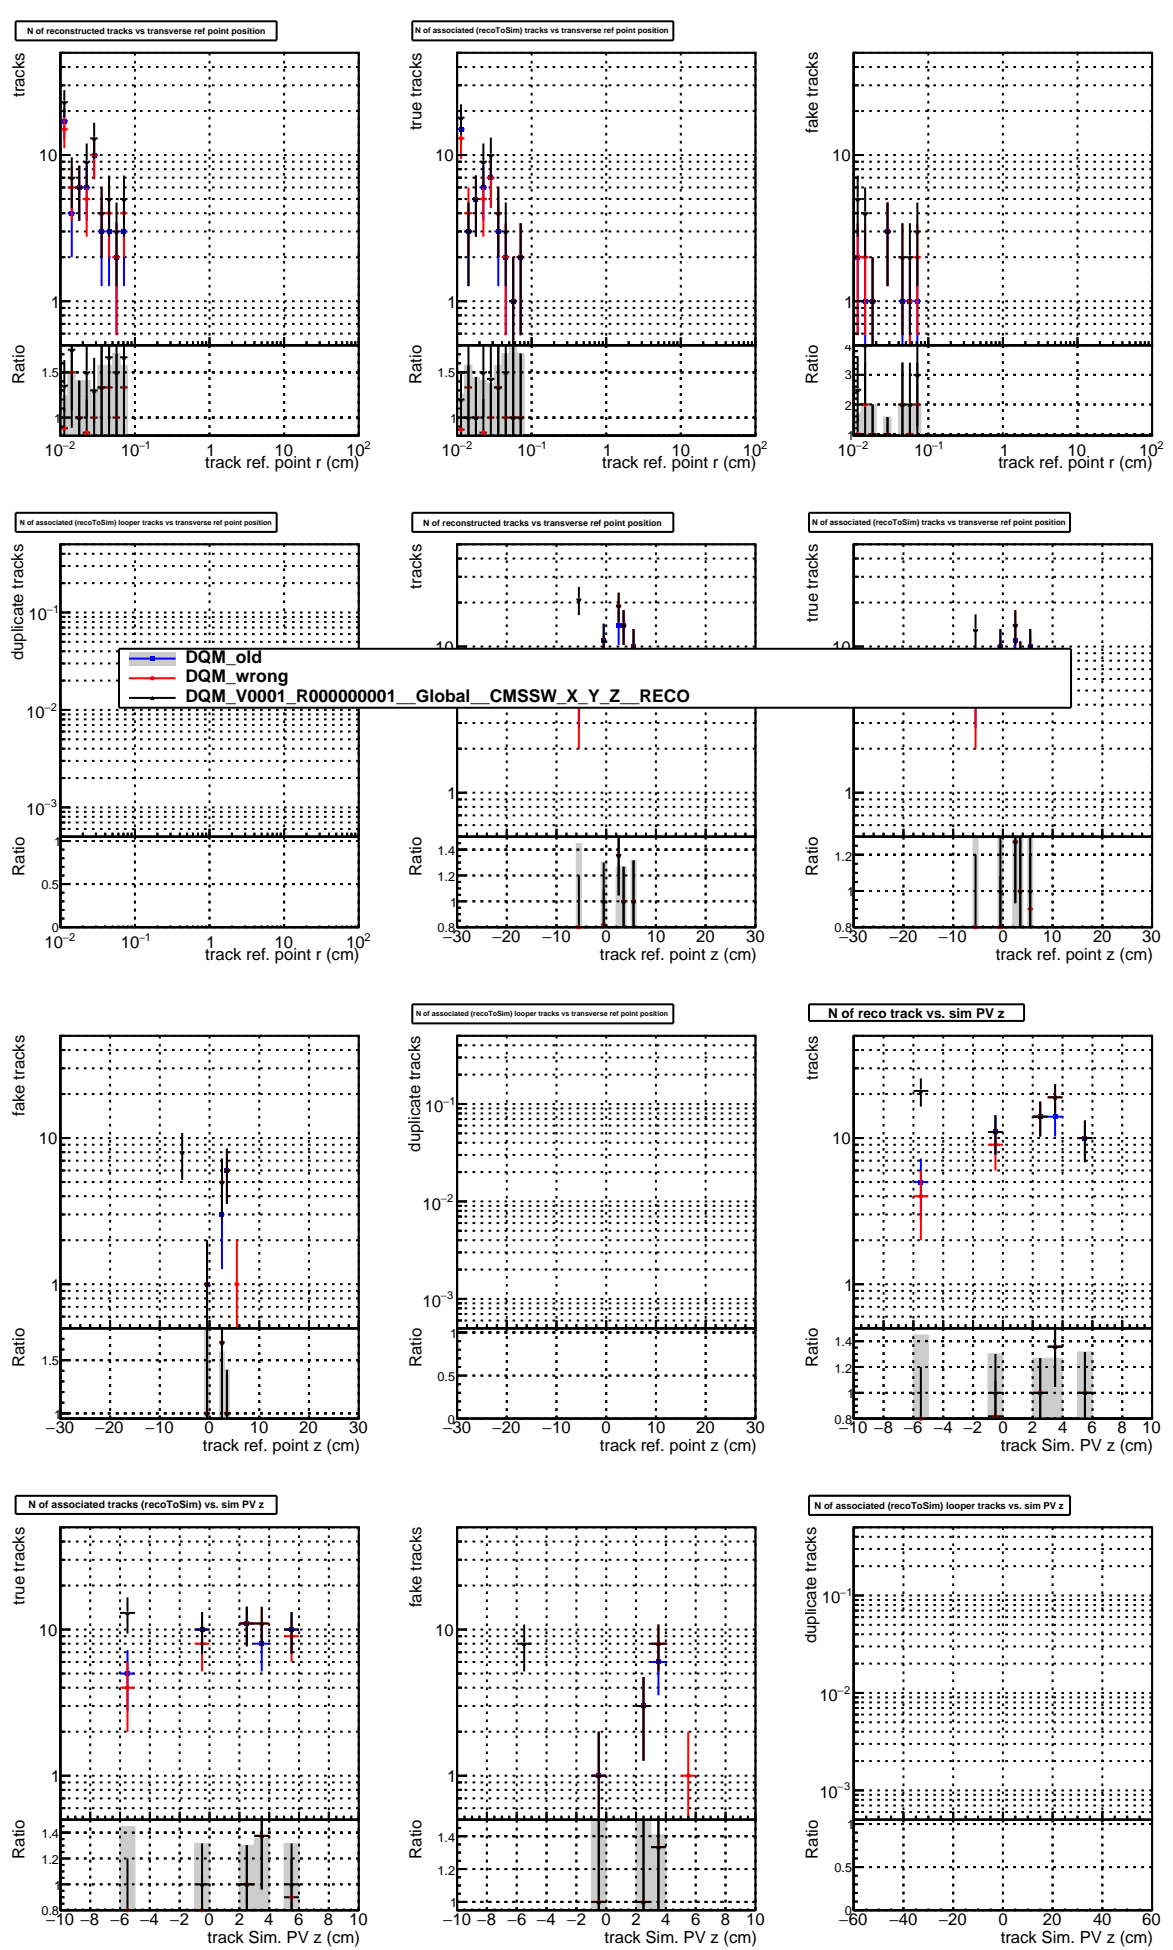 N of reconstructed tracks vs transverse ref point position
tracks
10
1
Ratio
1.5
1
10−2 10−1 1 10 102
track ref. point r (cm)
N of associated (recoToSim) tracks vs transverse ref point position
true tracks
10
1
Ratio
1.5
1
10−2 10−1 1 10 102
track ref. point r (cm)
fake tracks
10
1
Ratio
4
3
2
1
10−2 10−1 1 10 102
track ref. point r (cm)
N of associated (recoToSim) looper tracks vs transverse ref point position
duplicate tracks
10−1
10−2
10−3
Ratio
1
0.5
0
10−2 10−1 1 10 102
track ref. point r (cm)
N of reconstructed tracks vs transverse ref point position
tracks
10
1
Ratio
1.4
1.2
1
0.8
−30 −20 −10 0 10 20 30
track ref. point z (cm)
N of associated (recoToSim) tracks vs transverse ref point position
true tracks
10
1
Ratio
1.2
1
0.8
−30 −20 −10 0 10 20 30
track ref. point z (cm)
DQM_old
DQM_wrong
DQM_V0001_R000000001__Global__CMSSW_X_Y_Z__RECO
fake tracks
10
1
Ratio
1.5
1
−30 −20 −10 0 10 20 30
track ref. point z (cm)
N of associated (recoToSim) looper tracks vs transverse ref point position
duplicate tracks
10−1
10−2
10−3
Ratio
1
0.5
0
−30 −20 −10 0 10 20 30
track ref. point z (cm)
N of reco track vs. sim PV z
tracks
10
1
Ratio
1.4
1.2
1
0.8
−10 −8 −6 −4 −2 0 2 4 6 8 10
track Sim. PV z (cm)
N of associated tracks (recoToSim) vs. sim PV z
true tracks
10
1
Ratio
1.4
1.2
1
0.8
−10 −8 −6 −4 −2 0 2 4 6 8 10
track Sim. PV z (cm)
fake tracks
10
1
Ratio
1.4
1.2
1
−10 −8 −6 −4 −2 0 2 4 6 8 10
track Sim. PV z (cm)
N of associated (recoToSim) looper tracks vs. sim PV z
duplicate tracks
10−1
10−2
10−3
Ratio
1
0.5
0
−60 −40 −20 0 20 40 60
track Sim. PV z (cm)